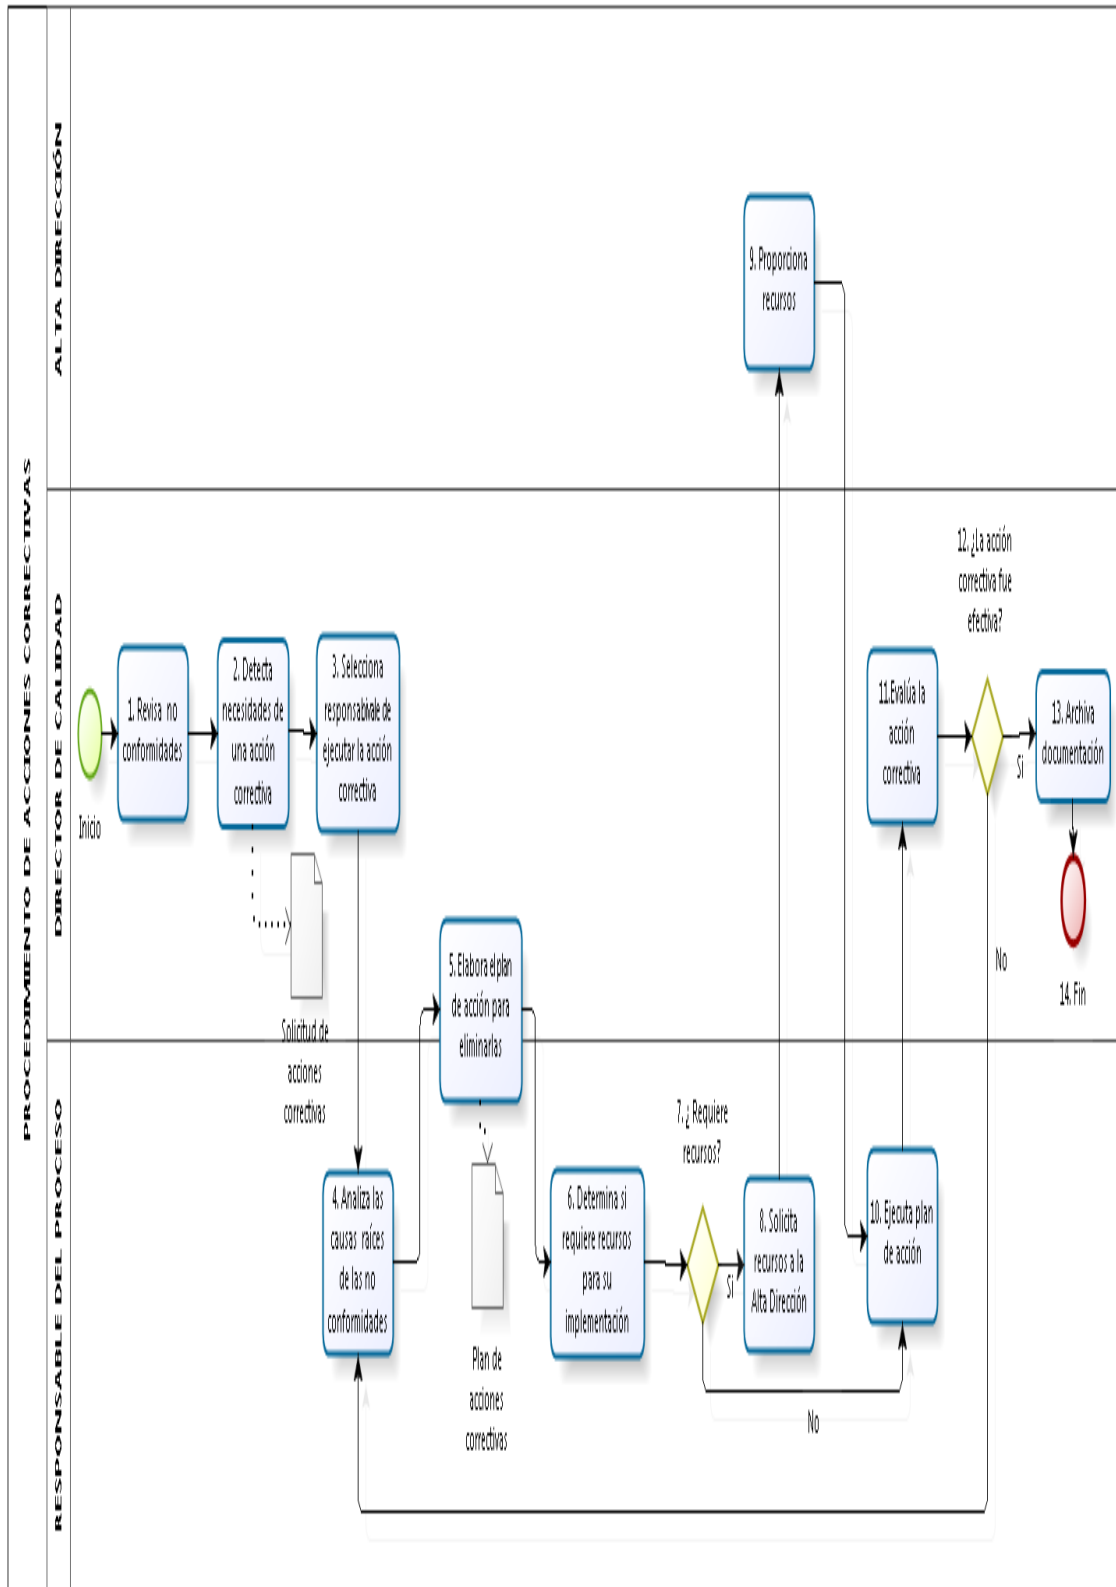 PROCEDIMIENTO DE ACCIONES CORRECTIVAS
ALTA DIRECCIÓN
9. Proporciona
recursos
DIRECTOR DE CALIDAD
Inicio
1. Revisa no
conformidades
2. Detecta
necesidades de
una acción
correctiva
Solicitud de
acciones
correctivas
3. Selecciona
de
ejecutar la acción
correctiva
5. Elabora el plan
de acción para
eliminarlas
11.Evalúa la
acción
correctiva
12. ¿La acción
correctiva fue
efectiva?
Si
No
13. Archiva
documentación
14. Fin
RESPONSABLE DEL PROCESO
4. Analiza las
causas raíces
de las no
conformidades
Plan de
acciones
correctivas
6. Determina si
requiere recursos
para su
implementación
7. ¿ Requiere
recursos?
Si
No
8. Solicita
recursos a la
Alta Dirección
10. Ejecuta plan
de acción